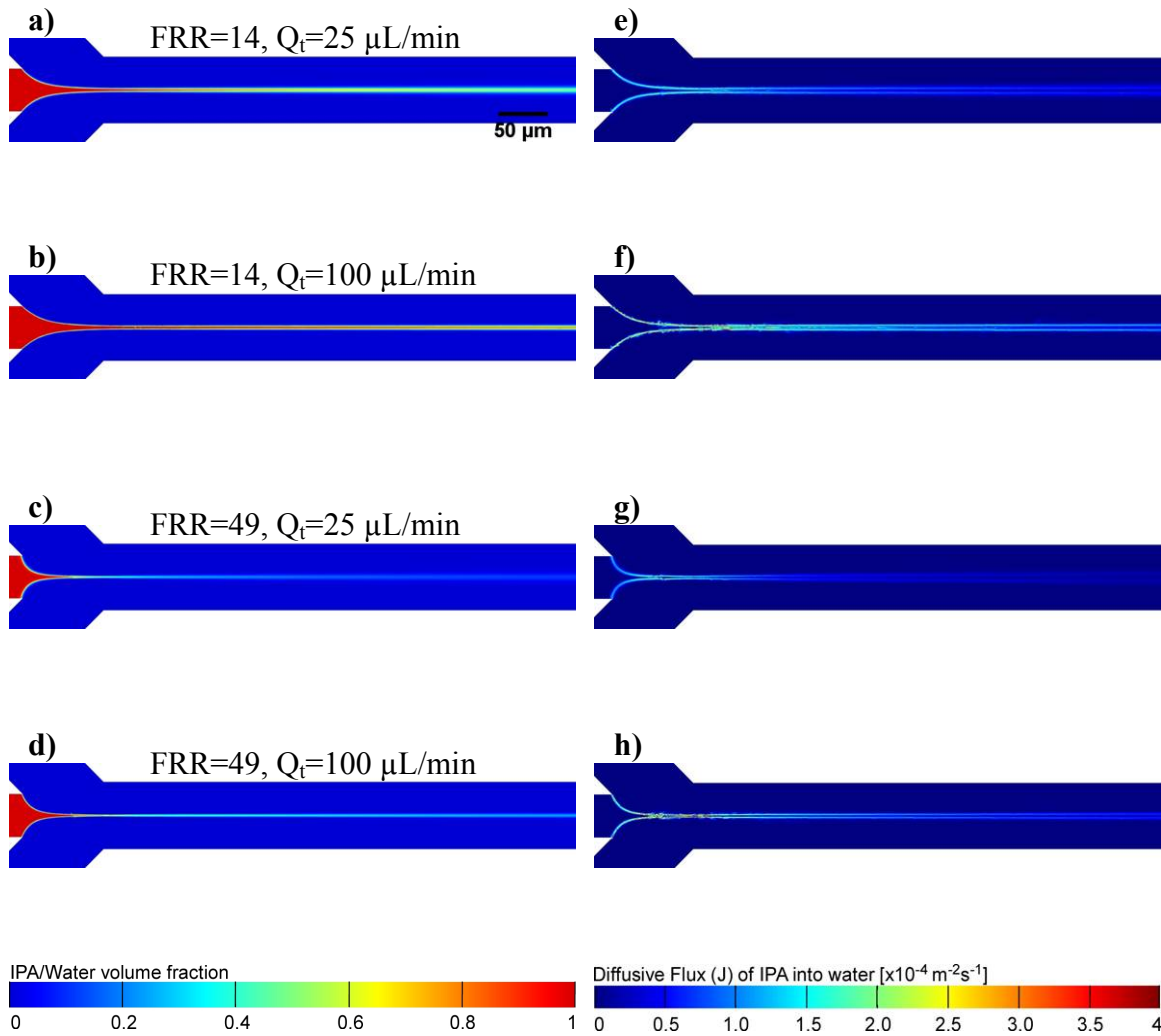 a)
FRR=14, Qt=25 µL/min
50 µm
e)
b)
FRR=14, Qt=100 µL/min
f)
c)
FRR=49, Qt=25 µL/min
g)
d)
FRR=49, Qt=100 µL/min
h)
IPA/Water volume fraction
0 0.2 0.4 0.6 0.8 1
Diffusive Flux (J) of IPA into water [x10⁻⁴ m⁻²s⁻¹]
0 0.5 1.0 1.5 2.0 2.5 3.0 3.5 4